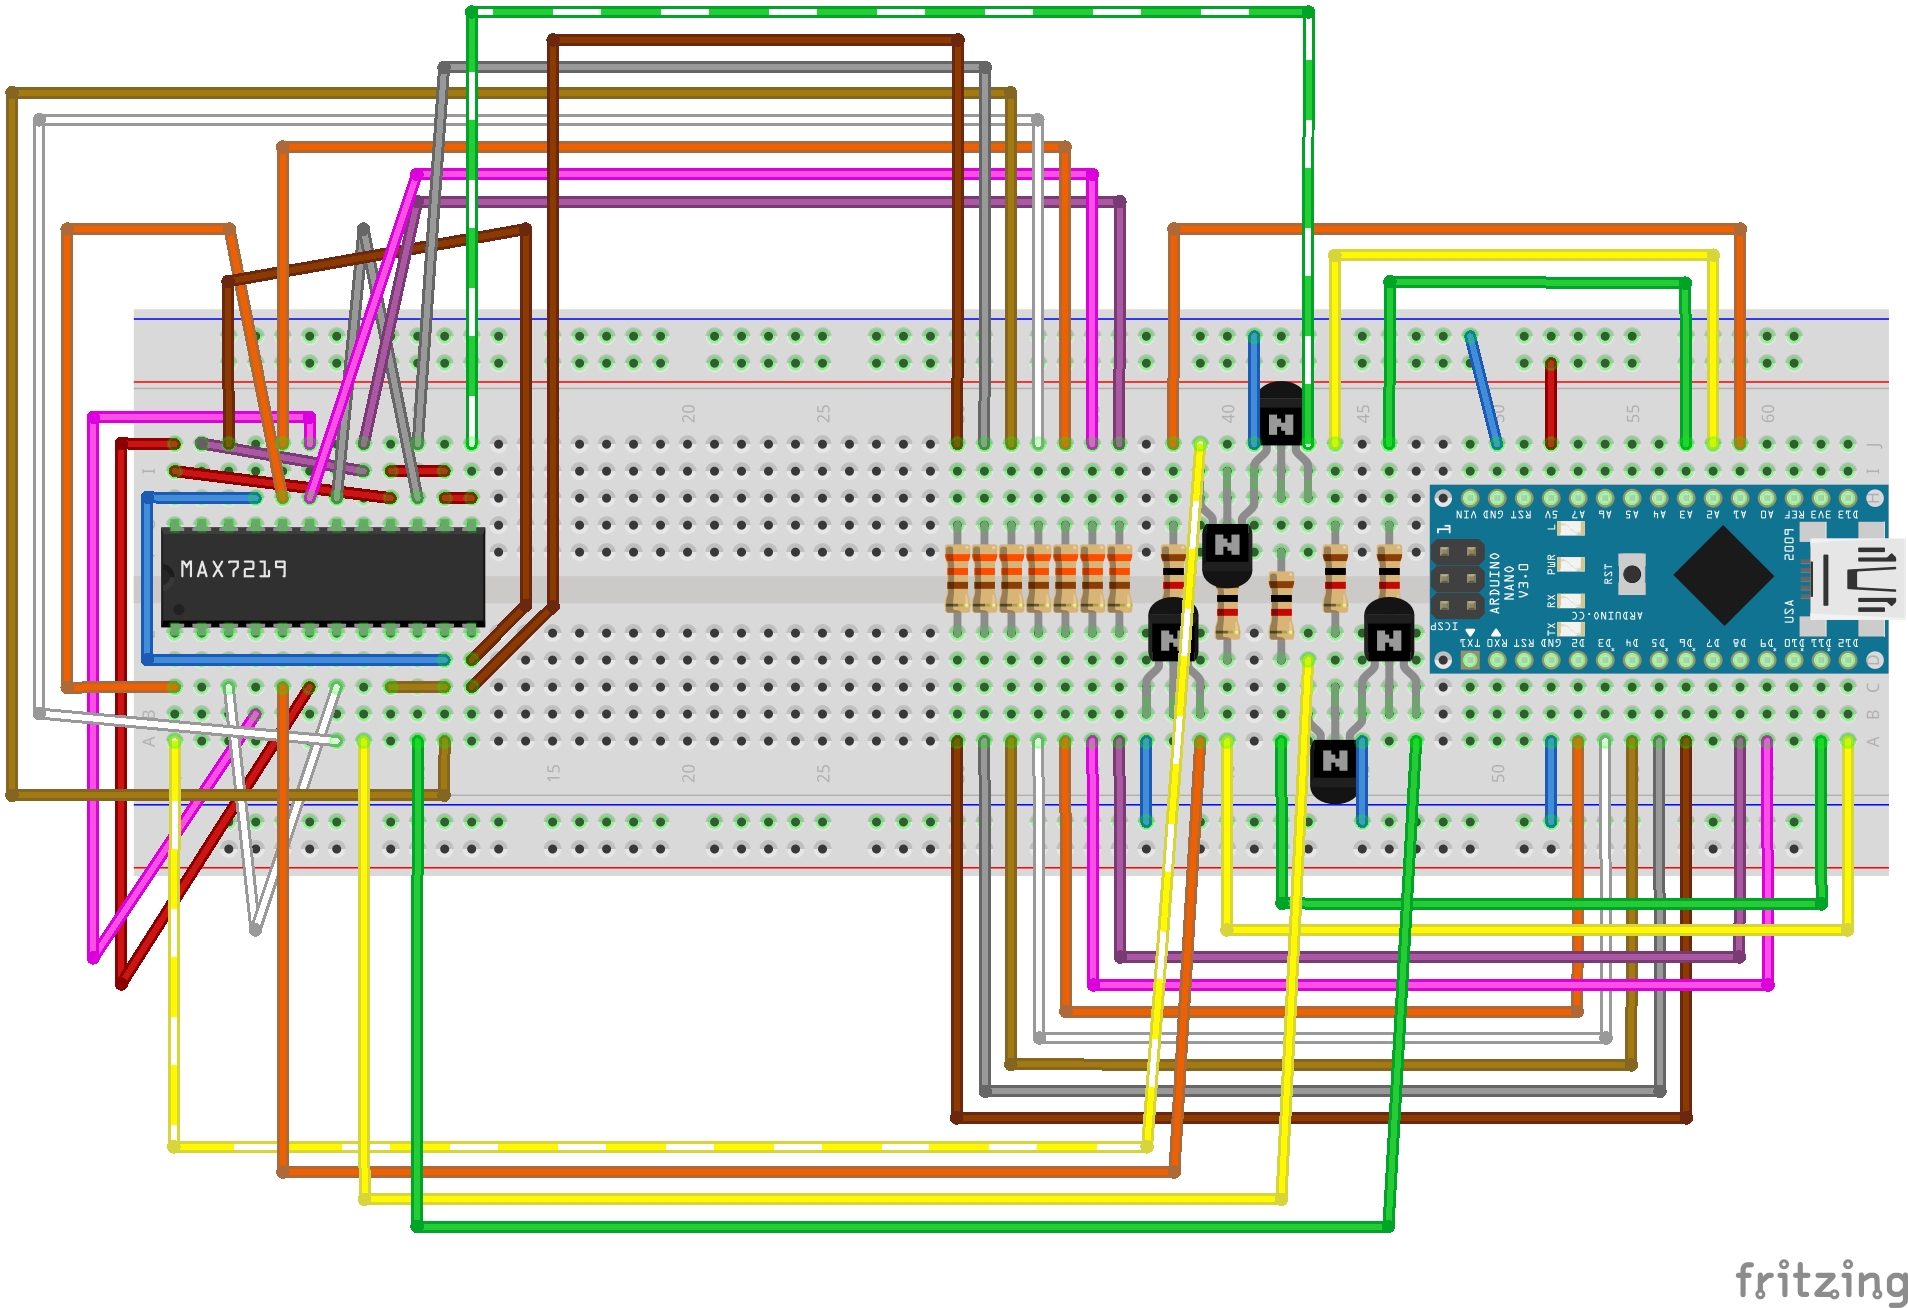 20 25 40 45 50 55 60
J
I
H
MAX7219
N
N
N
N
N
VIN GND RST 5V A7 A6 A5 A4 A3 A2 A1 A0 REF 3V3 D13
1
L
PWR
RX
TX
RST
ARDUINO
NANO
V3.0
ARDUINO.CC
USA
ICSP
TX1 RX0 RST GND D2 D3 D4 D5 D6 D7 D8 D9 D10 D11 D12
D
C
B B
A A
15 20 25 50
fritzing